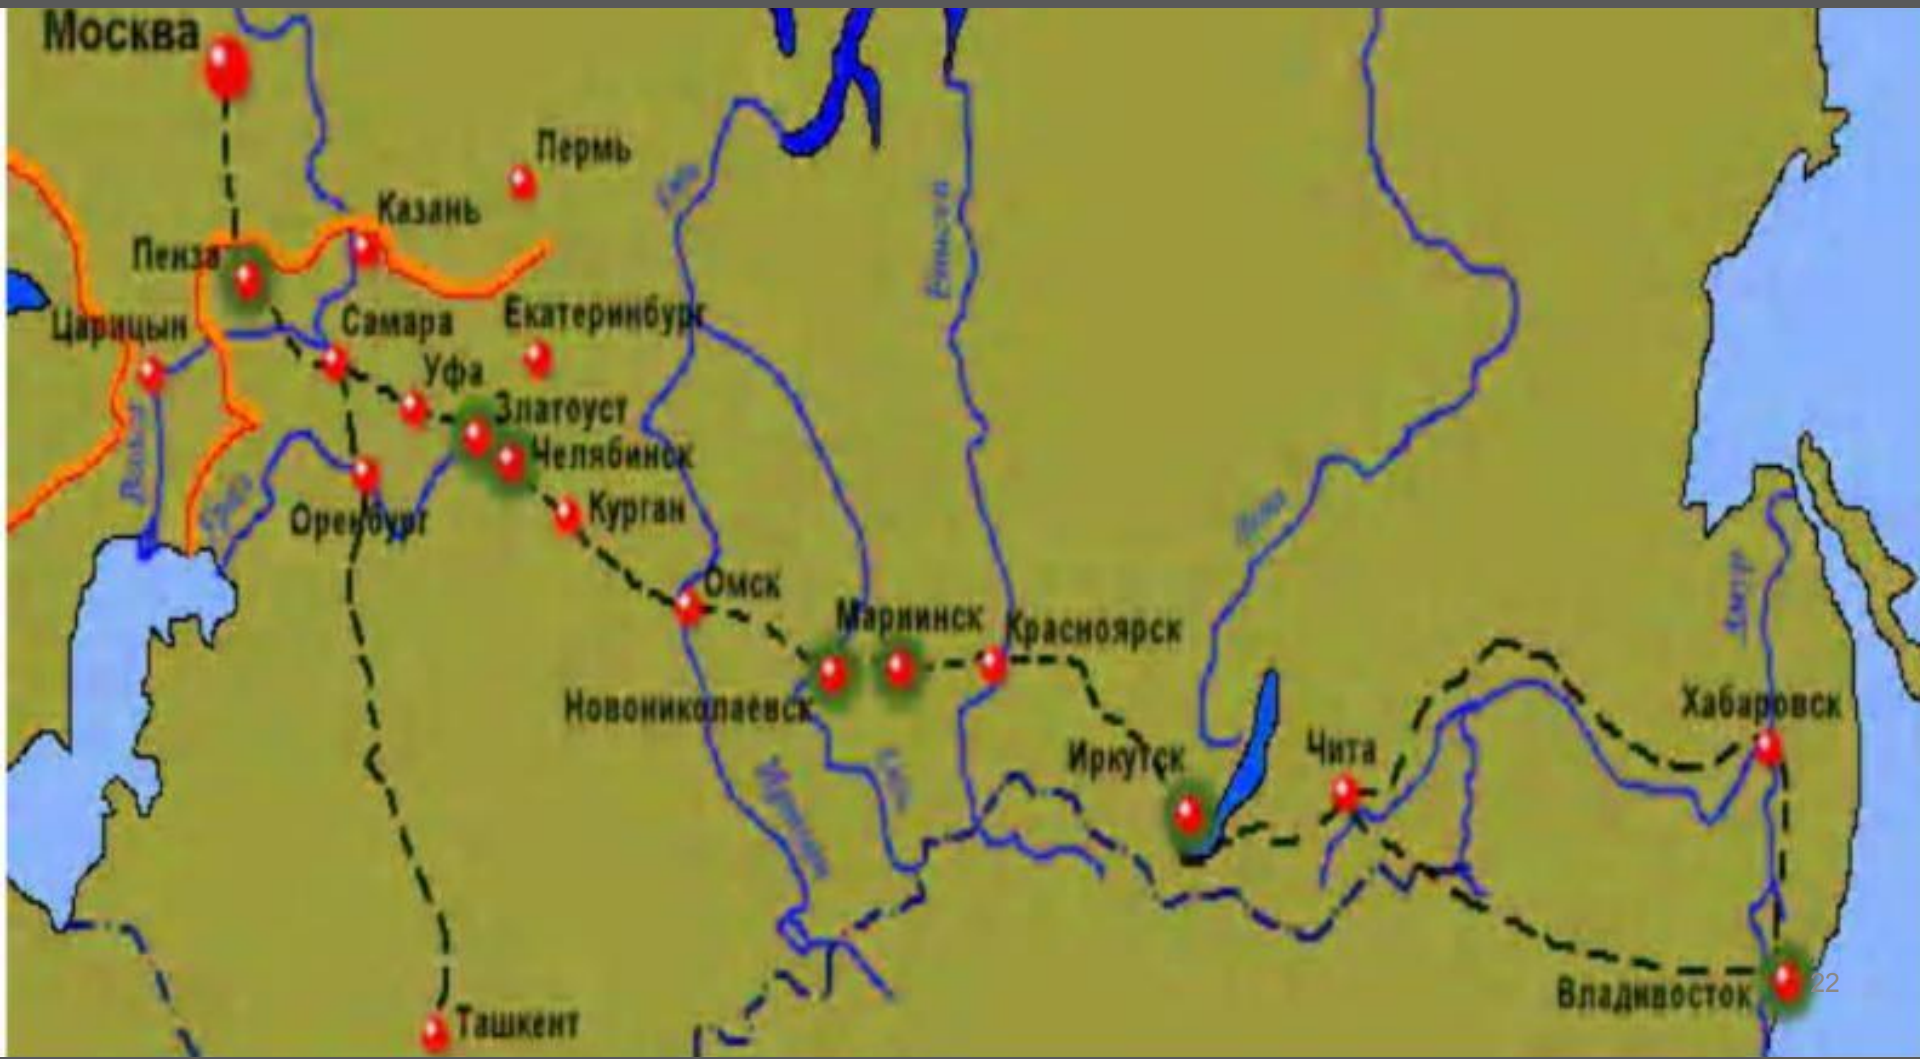 Москва
Пермь
Казань
Пенза
Царицын
Самара
Екатеринбург
Уфа
Златоуст
Челябинск
Волга
Курган
Оренбург
Обь
Енисей
Лена
Омск
Мариинск
Красноярск
Новониколаевск
Иртыш
Обь
Иркутск
Чита
Амур
Хабаровск
Владивосток
22
Ташкент